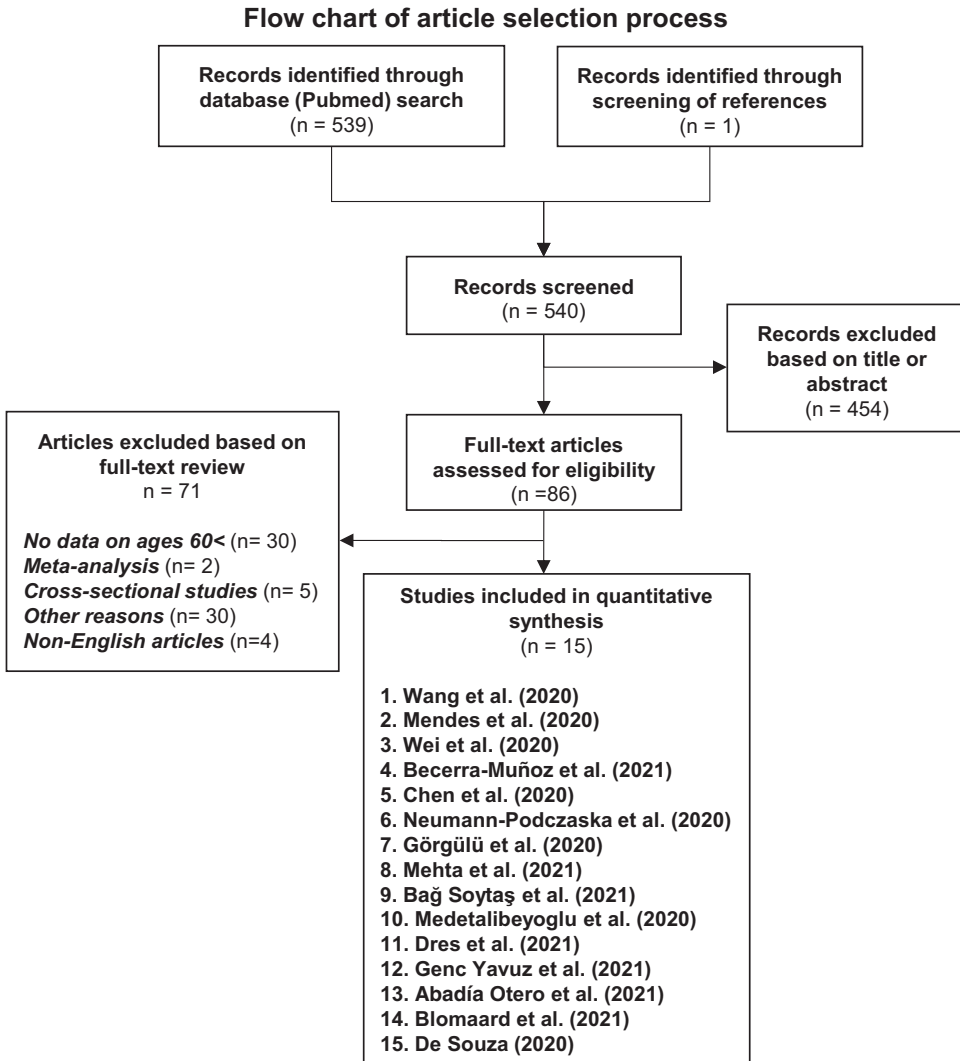 Flow chart of article selection process
Records identified through
database (Pubmed) search
(n = 539)
Records identified through
screening of references
(n = 1)
Records screened
(n = 540)
Records excluded
based on title or
abstract
(n = 454)
Full-text articles
assessed for eligibility
(n =86)
Articles excluded based on
full-text review
n = 71
No data on ages 60< (n= 30)
Meta-analysis (n= 2)
Cross-sectional studies (n= 5)
Other reasons (n= 30)
Non-English articles (n=4)
Studies included in quantitative
synthesis
(n = 15)
1. Wang et al. (2020)
2. Mendes et al. (2020)
3. Wei et al. (2020)
4. Becerra-Muñoz et al. (2021)
5. Chen et al. (2020)
6. Neumann-Podczaska et al. (2020)
7. Görgülü et al. (2020)
8. Mehta et al. (2021)
9. Bağ Soytaş et al. (2021)
10. Medetalibeyoglu et al. (2020)
11. Dres et al. (2021)
12. Genc Yavuz et al. (2021)
13. Abadía Otero et al. (2021)
14. Blomaard et al. (2021)
15. De Souza (2020)